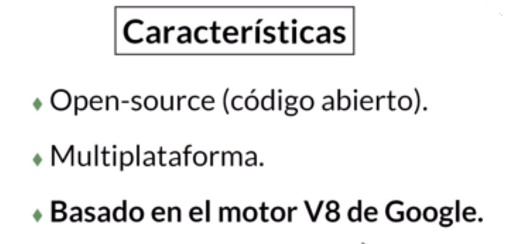 Características
Open-source (código abierto).
Multiplataforma.
Basado en el motor V8 de Google.